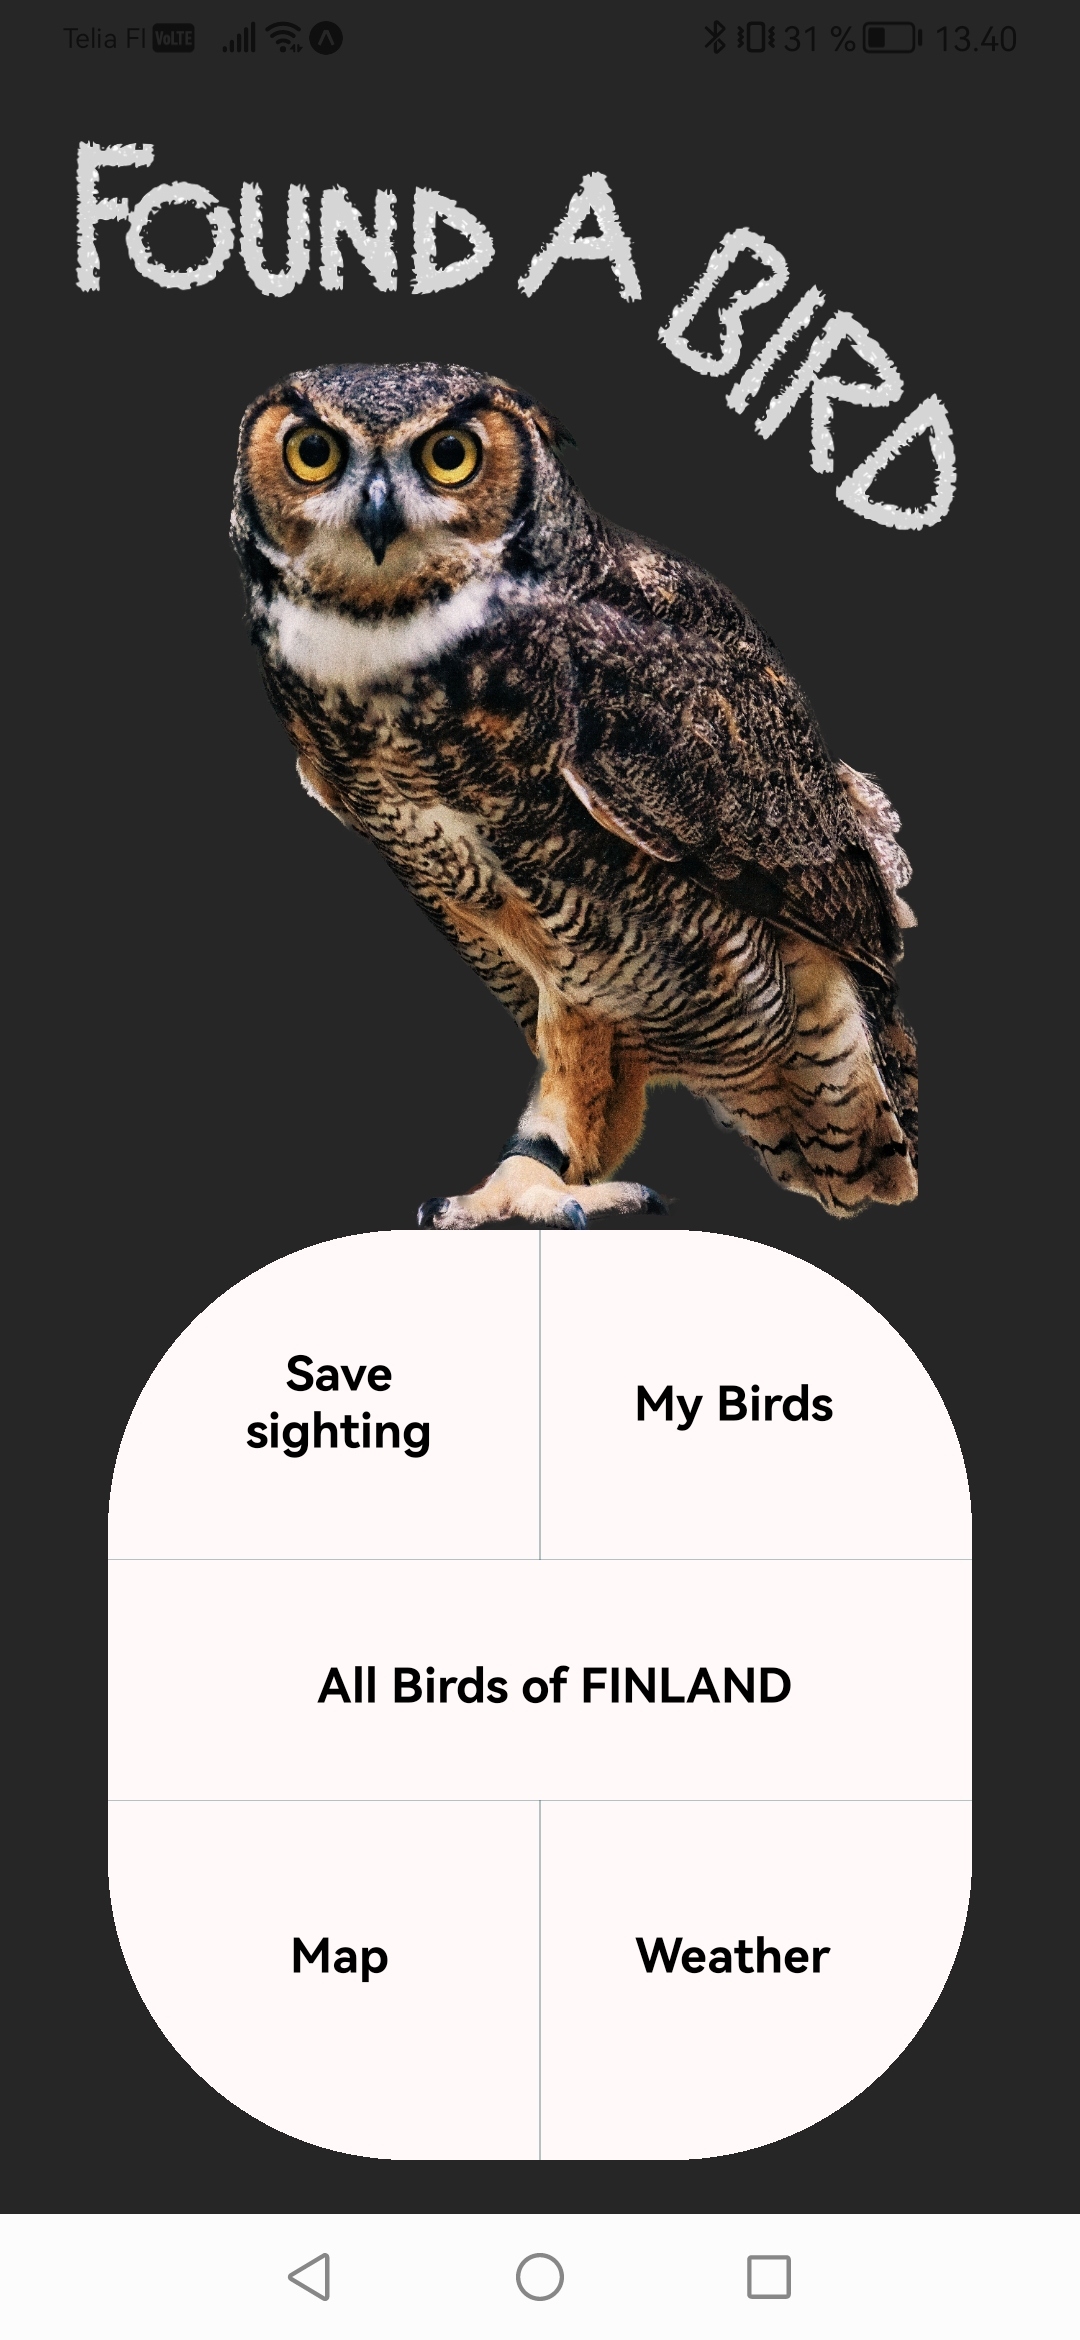 Telia FI VoLTE 31 % 13.40
FOUND A BIRD
Save
sighting
My Birds
All Birds of FINLAND
Map
Weather